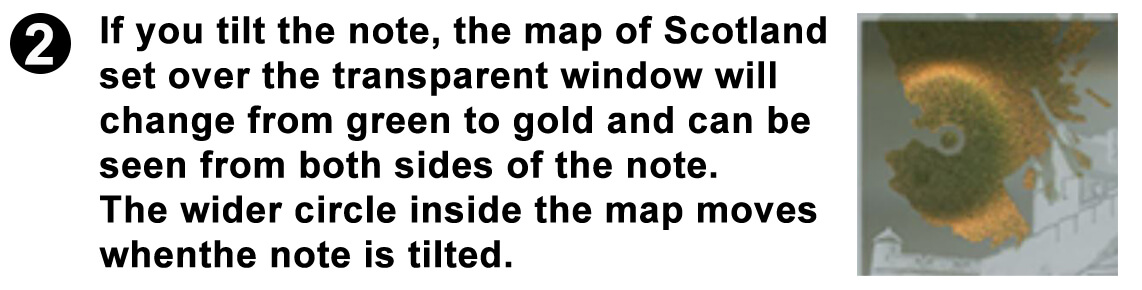 2 If you tilt the note, the map of Scotland
set over the transparent window will
change from green to gold and can be
seen from both sides of the note.
The wider circle inside the map moves
whenthe note is tilted.